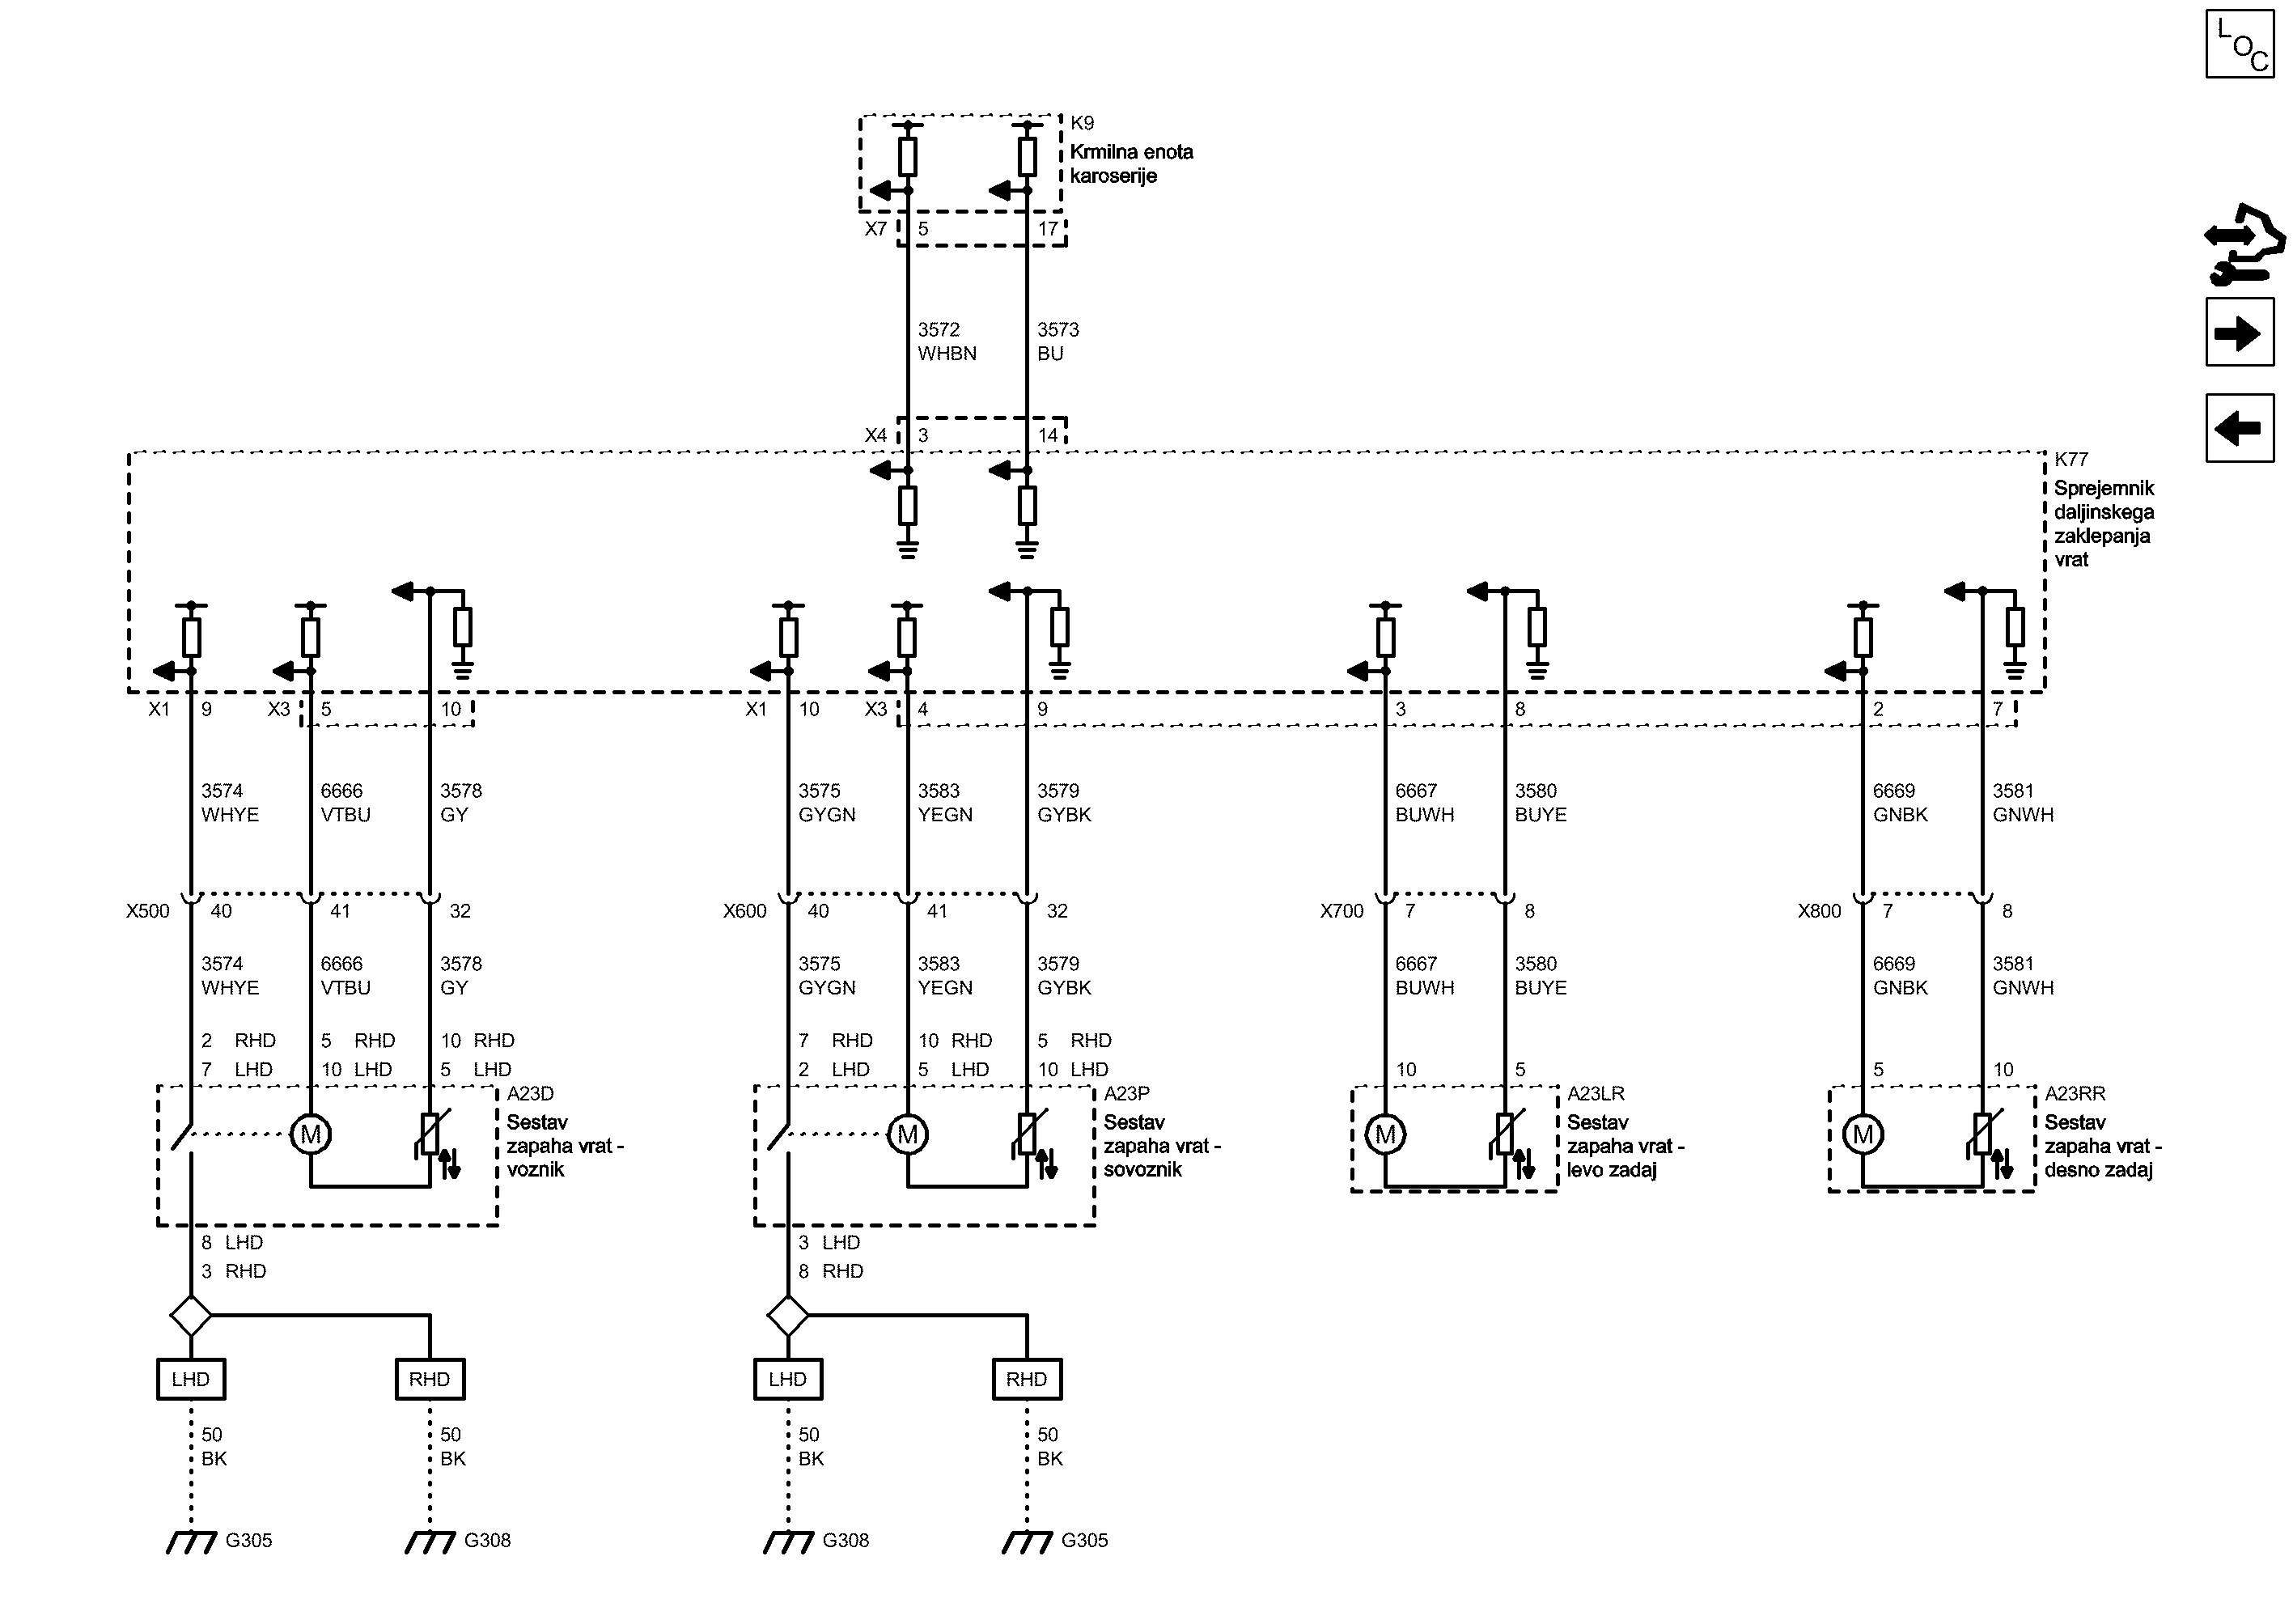 LOC
K9
Krmilna enota
karoserije
X7 5 17
3572 3573
WHBN BU
X4 3 14
K77
Sprejemnik
daljinskega
zaklepanja
vrat
X1 9 X3 5 10 X1 10 X3 4 9 3 8 2 7
3574 6666 3578 3575 3583 3579 6667 3580 6669 3581
WHYE VTBU GY GYGN YEGN GYBK BUWH BUYE GNBK GNWH
X500 40 41 32 X600 40 41 32 X700 7 8 X800 7 8
3574 6666 3578 3575 3583 3579 6667 3580 6669 3581
WHYE VTBU GY GYGN YEGN GYBK BUWH BUYE GNBK GNWH
2 RHD 5 RHD 10 RHD 7 RHD 10 RHD 5 RHD
7 LHD 10 LHD 5 LHD 2 LHD 5 LHD 10 LHD 10 5 5 10
A23D
Sestav
zapaha vrat -
voznik
A23P
Sestav
zapaha vrat -
sovoznik
A23LR
Sestav
zapaha vrat -
levo zadaj
A23RR
Sestav
zapaha vrat -
desno zadaj
M M M M
8 LHD 3 LHD
3 RHD 8 RHD
LHD RHD LHD RHD
50 50 50 50
BK BK BK BK
G305 G308 G308 G305